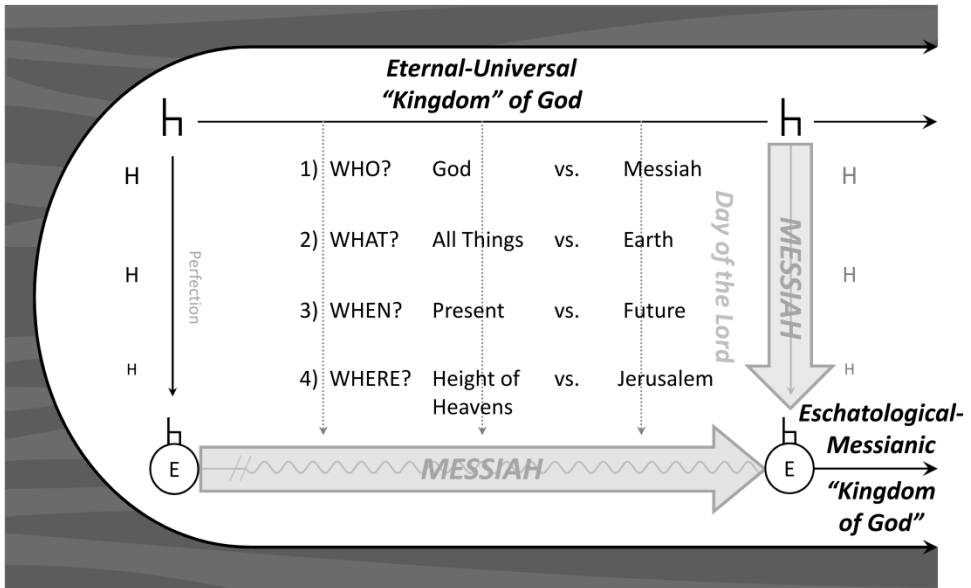 Eternal-Universal
“Kingdom” of God
H
H
H
Perfection
1) WHO? God vs. Messiah
2) WHAT? All Things vs. Earth
3) WHEN? Present vs. Future
4) WHERE? Height of vs. Jerusalem
Heavens
Day of the Lord
MESSIAH
H
H
H
E
MESSIAH
E
Eschatological-
Messianic
“Kingdom
of God”